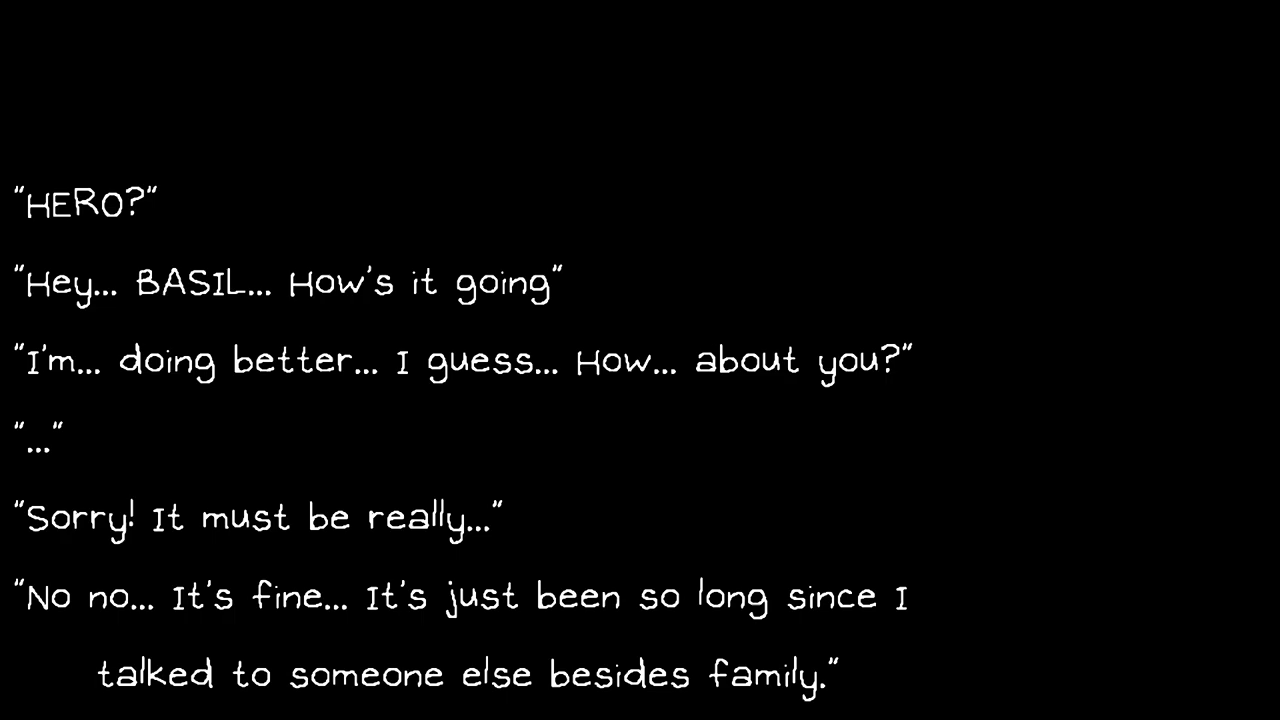 "HERO?"
"Hey... BASIL... How's it going"
"I'm... doing better... I guess... How... about you?"
"..."
"Sorry! It must be really..."
"No no... It's fine... It's just been so long since I
talked to someone else besides family."